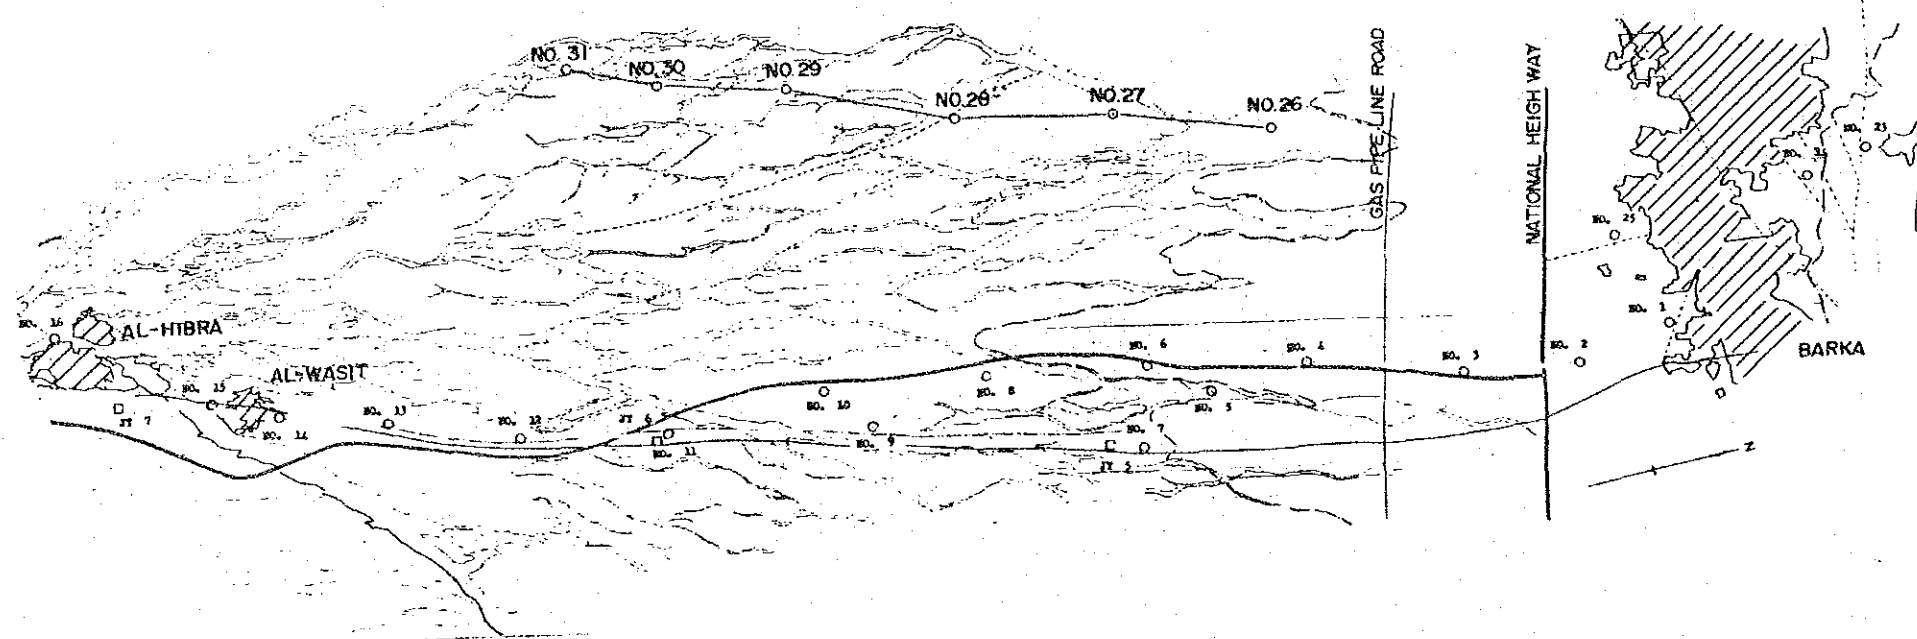 NO. 31
NO. 30
NO. 29
NO. 28
NO. 27
NO. 26
GAS PIPE LINE ROAD
NATIONAL HEIGH WAY
NO. 23
NO. 25
NO. 1
NO. 2
NO. 3
NO. 4
NO. 6
NO. 5
NO. 7
NO. 8
NO. 10
NO. 9
NO. 16
AL-HIBRA
AL-WASIT
NO. 15
NO. 14
NO. 13
NO. 12
JT 6
NO. 11
JT 7
JT 5
BARKA
N